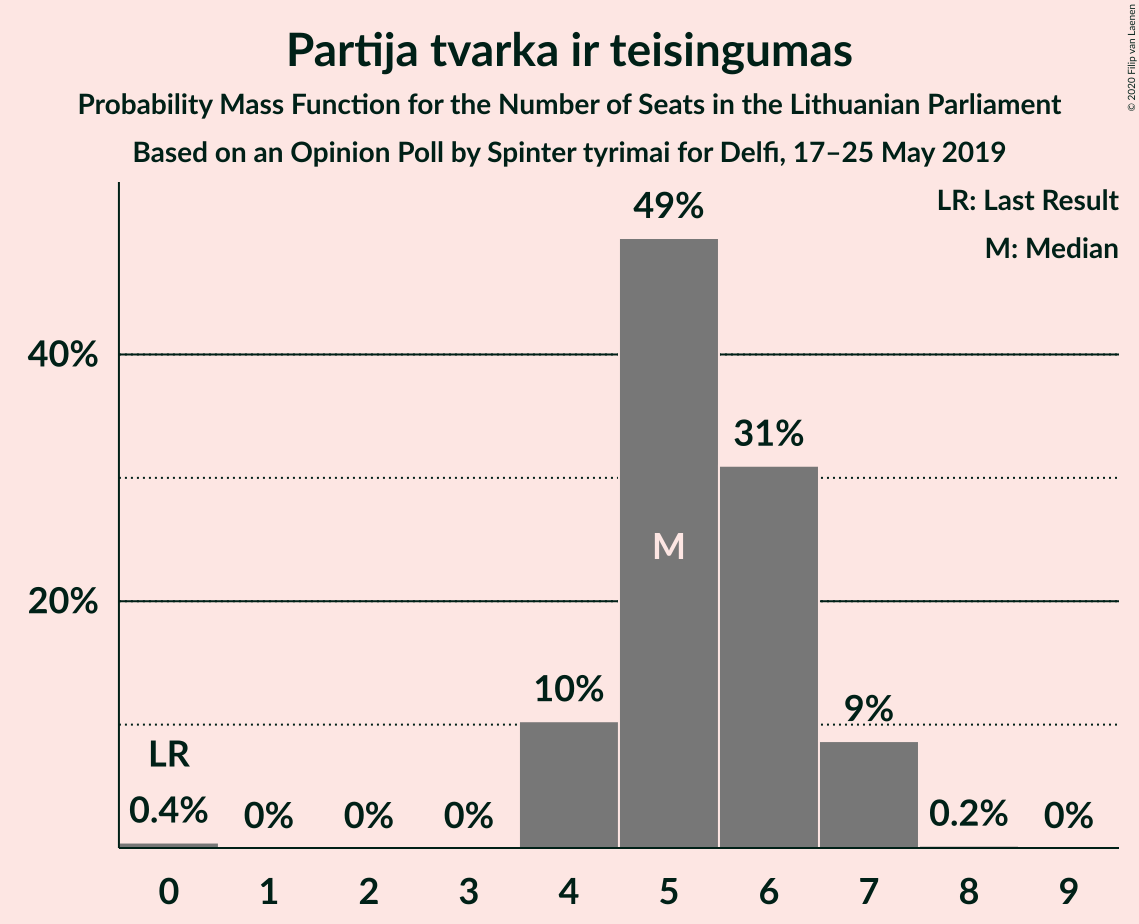 © 2020 Filip van Laenen
Partija tvarka ir teisingumas
Probability Mass Function for the Number of Seats in the Lithuanian Parliament
Based on an Opinion Poll by Spinter tyrimai for Delfi, 17–25 May 2019
LR: Last Result
M: Median
49%
40%
31%
M
20%
10%
9%
LR
0.4% 0% 0% 0% 0.2% 0%
0 1 2 3 4 5 6 7 8 9